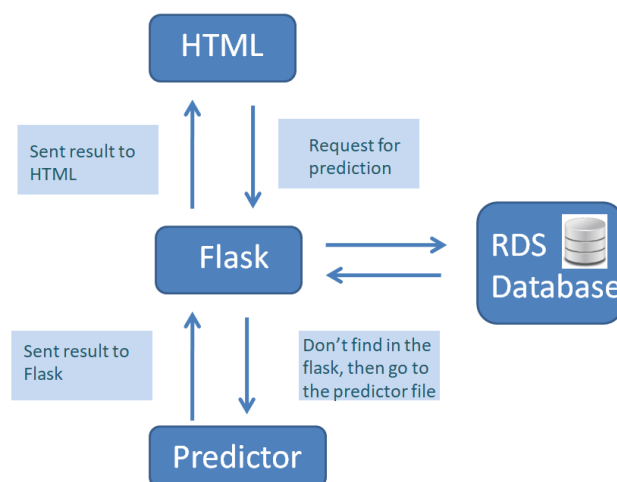 HTML
Sent result to
HTML
Request for
prediction
Flask
RDS
Database
Sent result to
Flask
Don't find in the
flask, then go to
the predictor file
Predictor